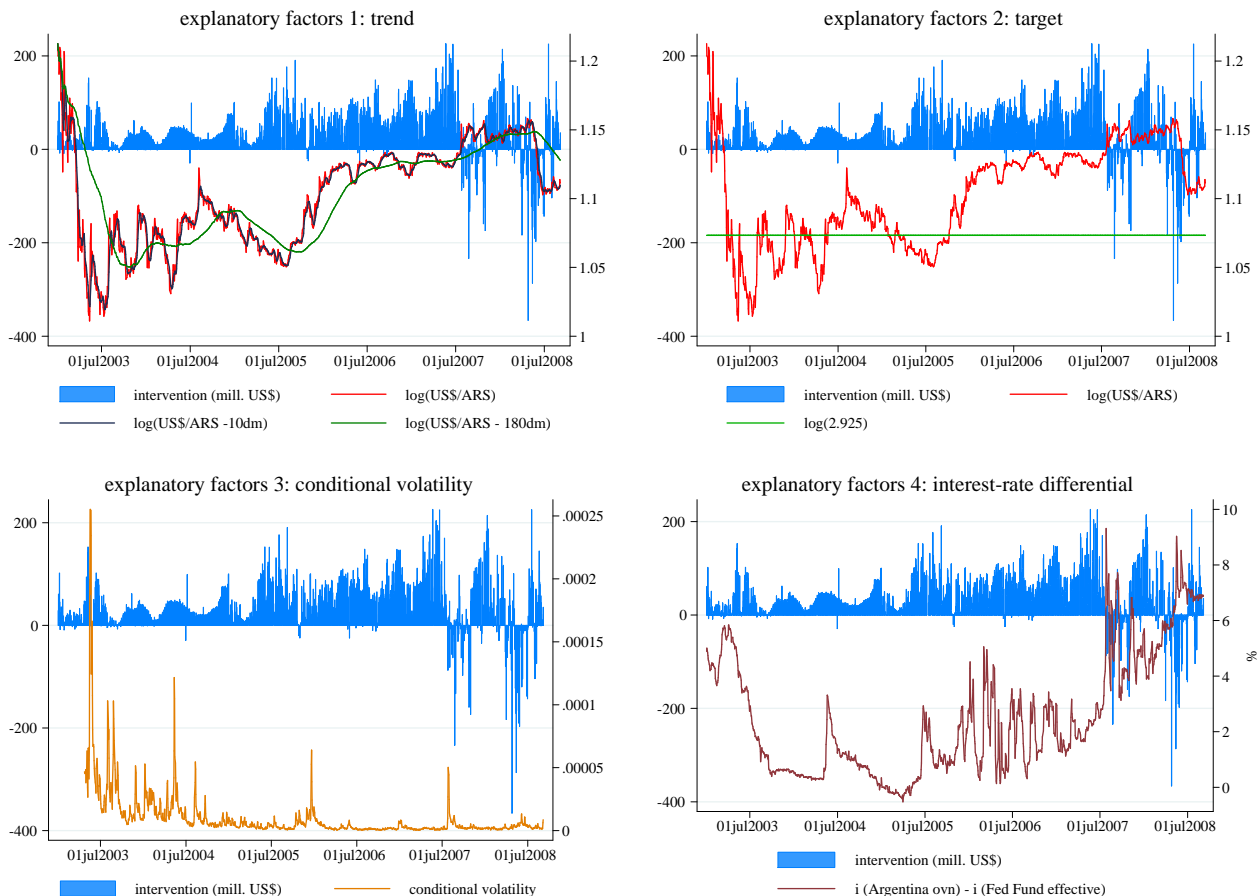 explanatory factors 1: trend
200
0
-200
-400
1.2
1.15
1.1
1.05
1
01jul2003 01jul2004 01jul2005 01jul2006 01jul2007 01jul2008
intervention (mill. US$) log(US$/ARS)
log(US$/ARS -10dm) log(US$/ARS - 180dm)
explanatory factors 2: target
200
0
-200
-400
1.2
1.15
1.1
1.05
1
01jul2003 01jul2004 01jul2005 01jul2006 01jul2007 01jul2008
intervention (mill. US$) log(US$/ARS)
log(2.925)
explanatory factors 3: conditional volatility
200
0
-200
-400
.00025
.0002
.00015
.0001
.00005
0
01jul2003 01jul2004 01jul2005 01jul2006 01jul2007 01jul2008
intervention (mill. US$) conditional volatility
explanatory factors 4: interest-rate differential
200
0
-200
-400
10
8
6
4
2
0
%
01jul2003 01jul2004 01jul2005 01jul2006 01jul2007 01jul2008
intervention (mill. US$)
i (Argentina ovn) - i (Fed Fund effective)